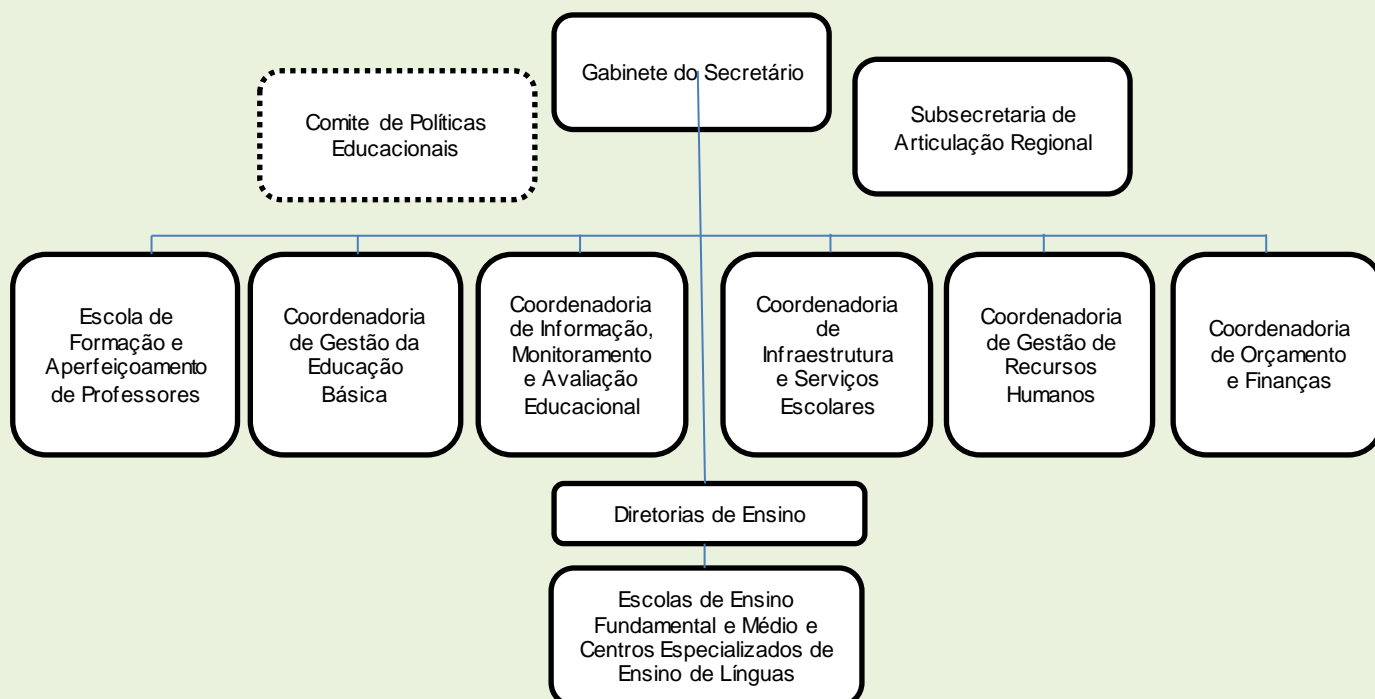 Gabinete do Secretário
Comite de Políticas
Educacionais
Subsecretaria de
Articulação Regional
Escola de
Formação e
Aperfeiçoamento
de Professores
Coordenadoria
de Gestão da
Educação
Básica
Coordenadoria
de Informação,
Monitoramento
e Avaliação
Educacional
Coordenadoria
de
Infraestrutura
e Serviços
Escolares
Coordenadoria
de Gestão de
Recursos
Humanos
Coordenadoria
de Orçamento
e Finanças
Diretorias de Ensino
Escolas de Ensino
Fundamental e Médio e
Centros Especializados de
Ensino de Línguas